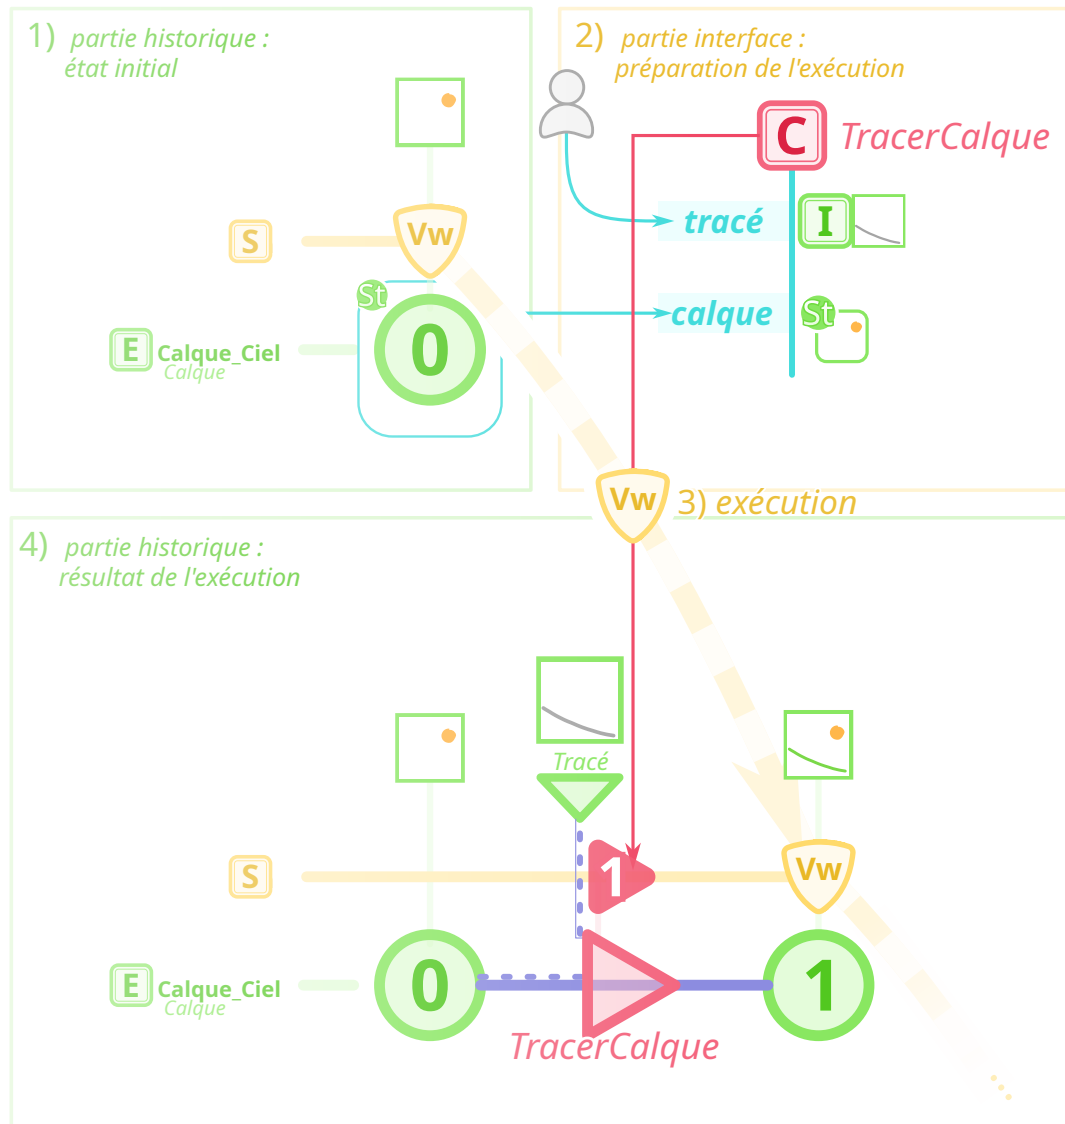 1) partie historique :
état initial
2) partie interface :
préparation de l'exécution
C TracerCalque
S
Vw
tracé
I
St
E Calque_Ciel
Calque
0
calque
St
Vw
3) exécution
4) partie historique :
résultat de l'exécution
Tracé
S
1
Vw
E Calque_Ciel
Calque
0
1
TracerCalque